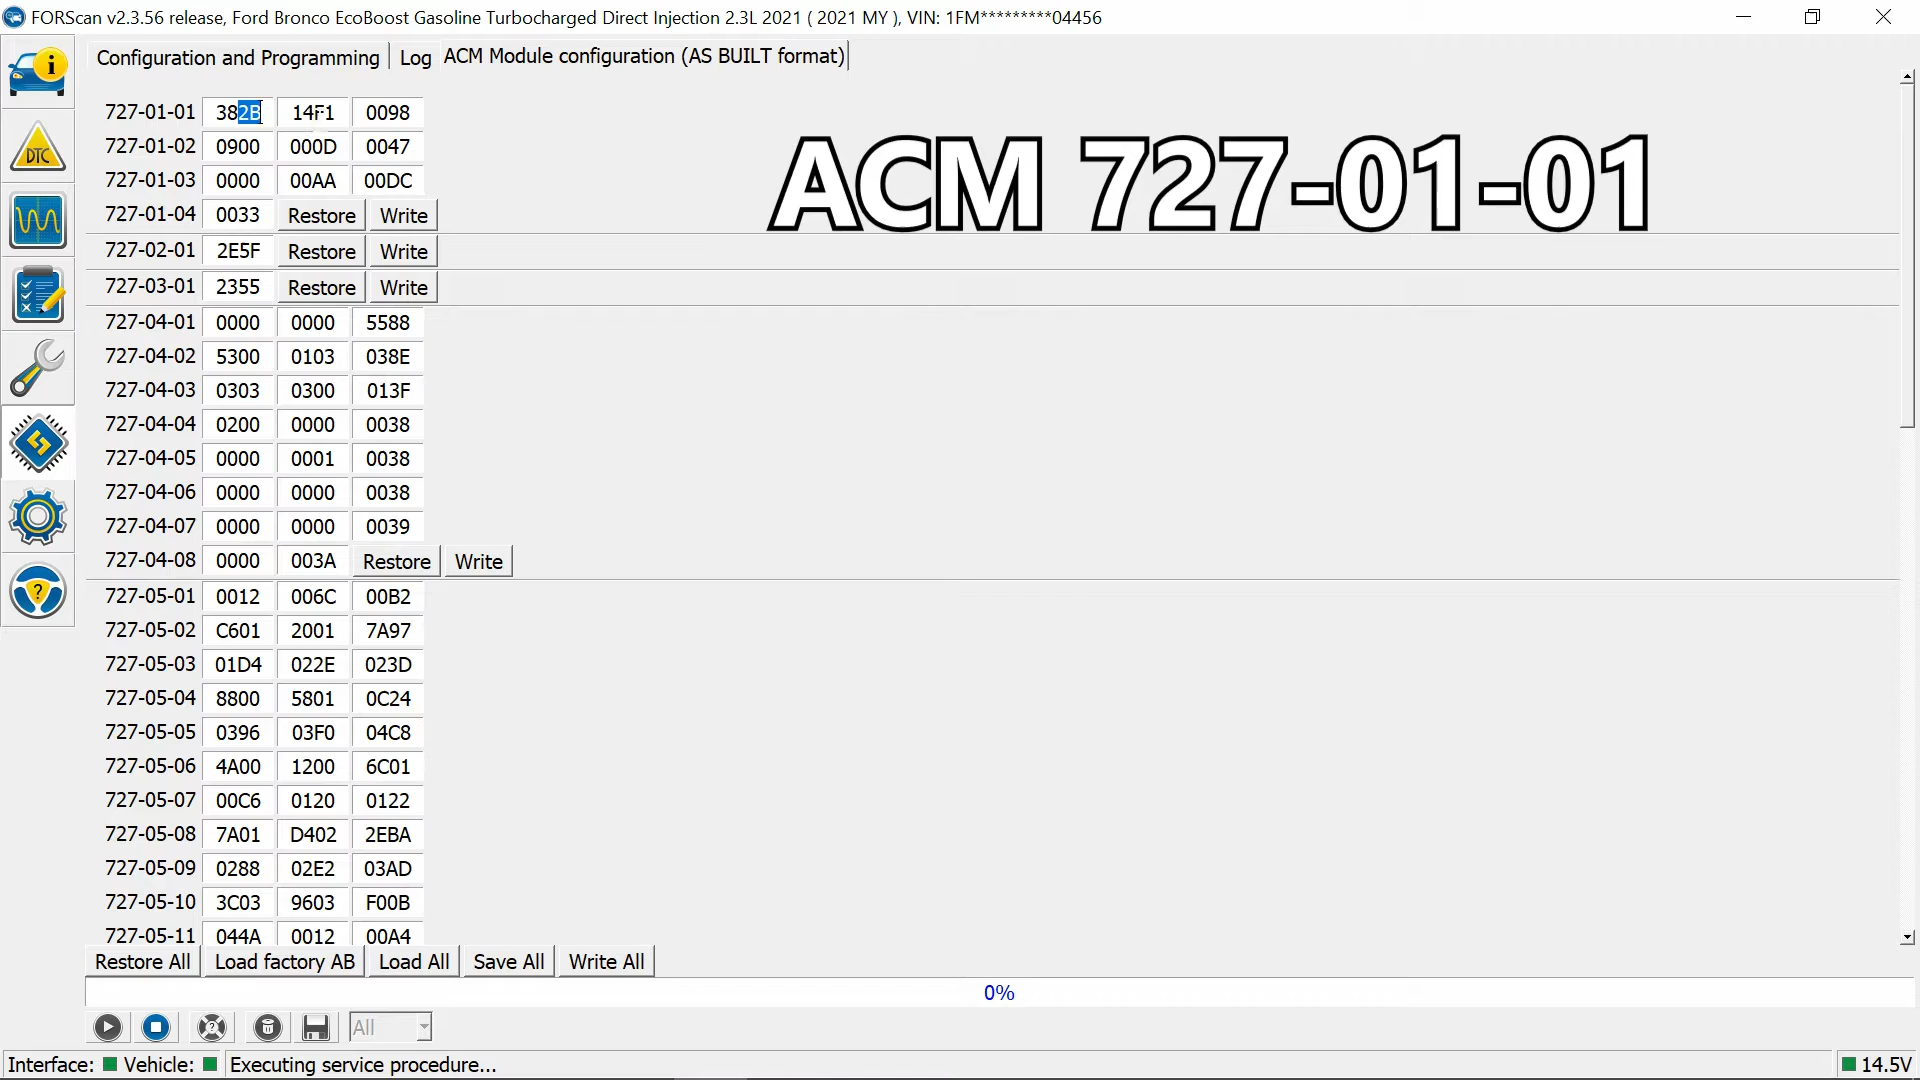 FORScan v2.3.56 release, Ford Bronco EcoBoost Gasoline Turbocharged Direct Injection 2.3L 2021 ( 2021 MY ), VIN: 1FM*********04456
Configuration and Programming Log ACM Module configuration (AS BUILT format)
ACM 727-01-01
727-01-01 382B 14F1 0098
727-01-02 0900 000D 0047
727-01-03 0000 00AA 00DC
727-01-04 0033 Restore Write
727-02-01 2E5F Restore Write
727-03-01 2355 Restore Write
727-04-01 0000 0000 5588
727-04-02 5300 0103 038E
727-04-03 0303 0300 013F
727-04-04 0200 0000 0038
727-04-05 0000 0001 0038
727-04-06 0000 0000 0038
727-04-07 0000 0000 0039
727-04-08 0000 003A Restore Write
727-05-01 0012 006C 00B2
727-05-02 C601 2001 7A97
727-05-03 01D4 022E 023D
727-05-04 8800 5801 0C24
727-05-05 0396 03F0 04C8
727-05-06 4A00 1200 6C01
727-05-07 00C6 0120 0122
727-05-08 7A01 D402 2EBA
727-05-09 0288 02E2 03AD
727-05-10 3C03 9603 F00B
727-05-11 044A 0012 00A4
Restore All Load factory AB Load All Save All Write All
0%
All
Interface: Vehicle: Executing service procedure... 14.5V
DTC